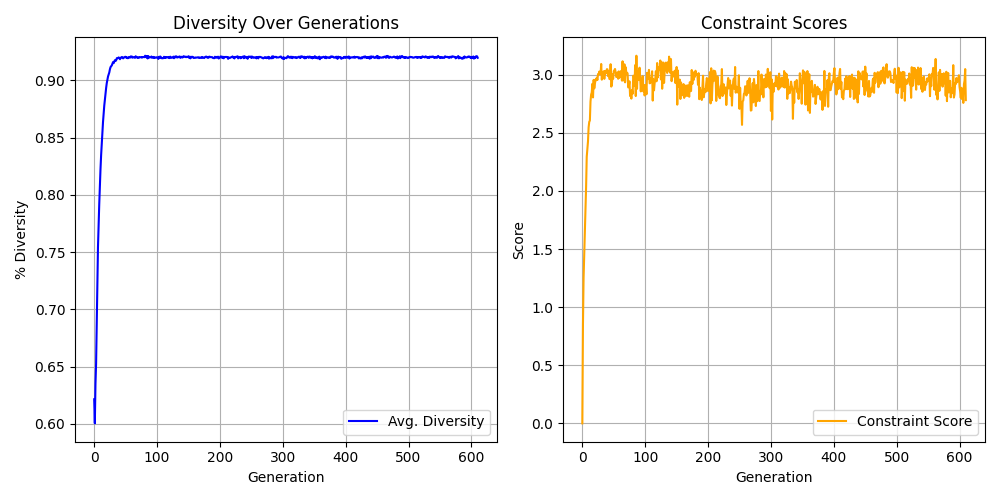 Diversity Over Generations
% Diversity
0.90
0.85
0.80
0.75
0.70
0.65
0.60
0 100 200 300 400 500 600
Generation
Avg. Diversity
Constraint Scores
Score
3.0
2.5
2.0
1.5
1.0
0.5
0.0
0 100 200 300 400 500 600
Generation
Constraint Score